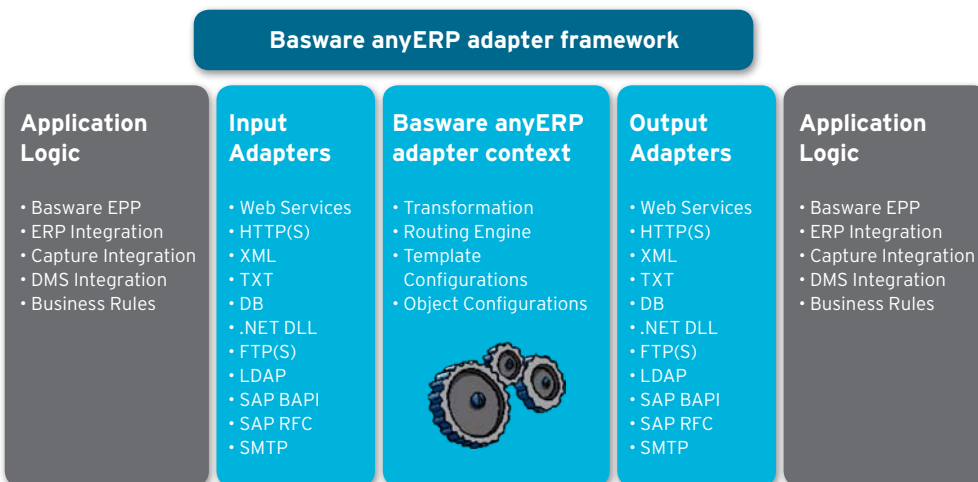 Basware anyERP adapter framework
Application
Logic
• Basware EPP
• ERP Integration
• Capture Integration
• DMS Integration
• Business Rules
Input
Adapters
• Web Services
• HTTP(S)
• XML
• TXT
• DB
• .NET DLL
• FTP(S)
• LDAP
• SAP BAPI
• SAP RFC
• SMTP
Basware anyERP
adapter context
• Transformation
• Routing Engine
• Template
Configurations
• Object Configurations
Output
Adapters
• Web Services
• HTTP(S)
• XML
• TXT
• DB
• .NET DLL
• FTP(S)
• LDAP
• SAP BAPI
• SAP RFC
• SMTP
Application
Logic
• Basware EPP
• ERP Integration
• Capture Integration
• DMS Integration
• Business Rules